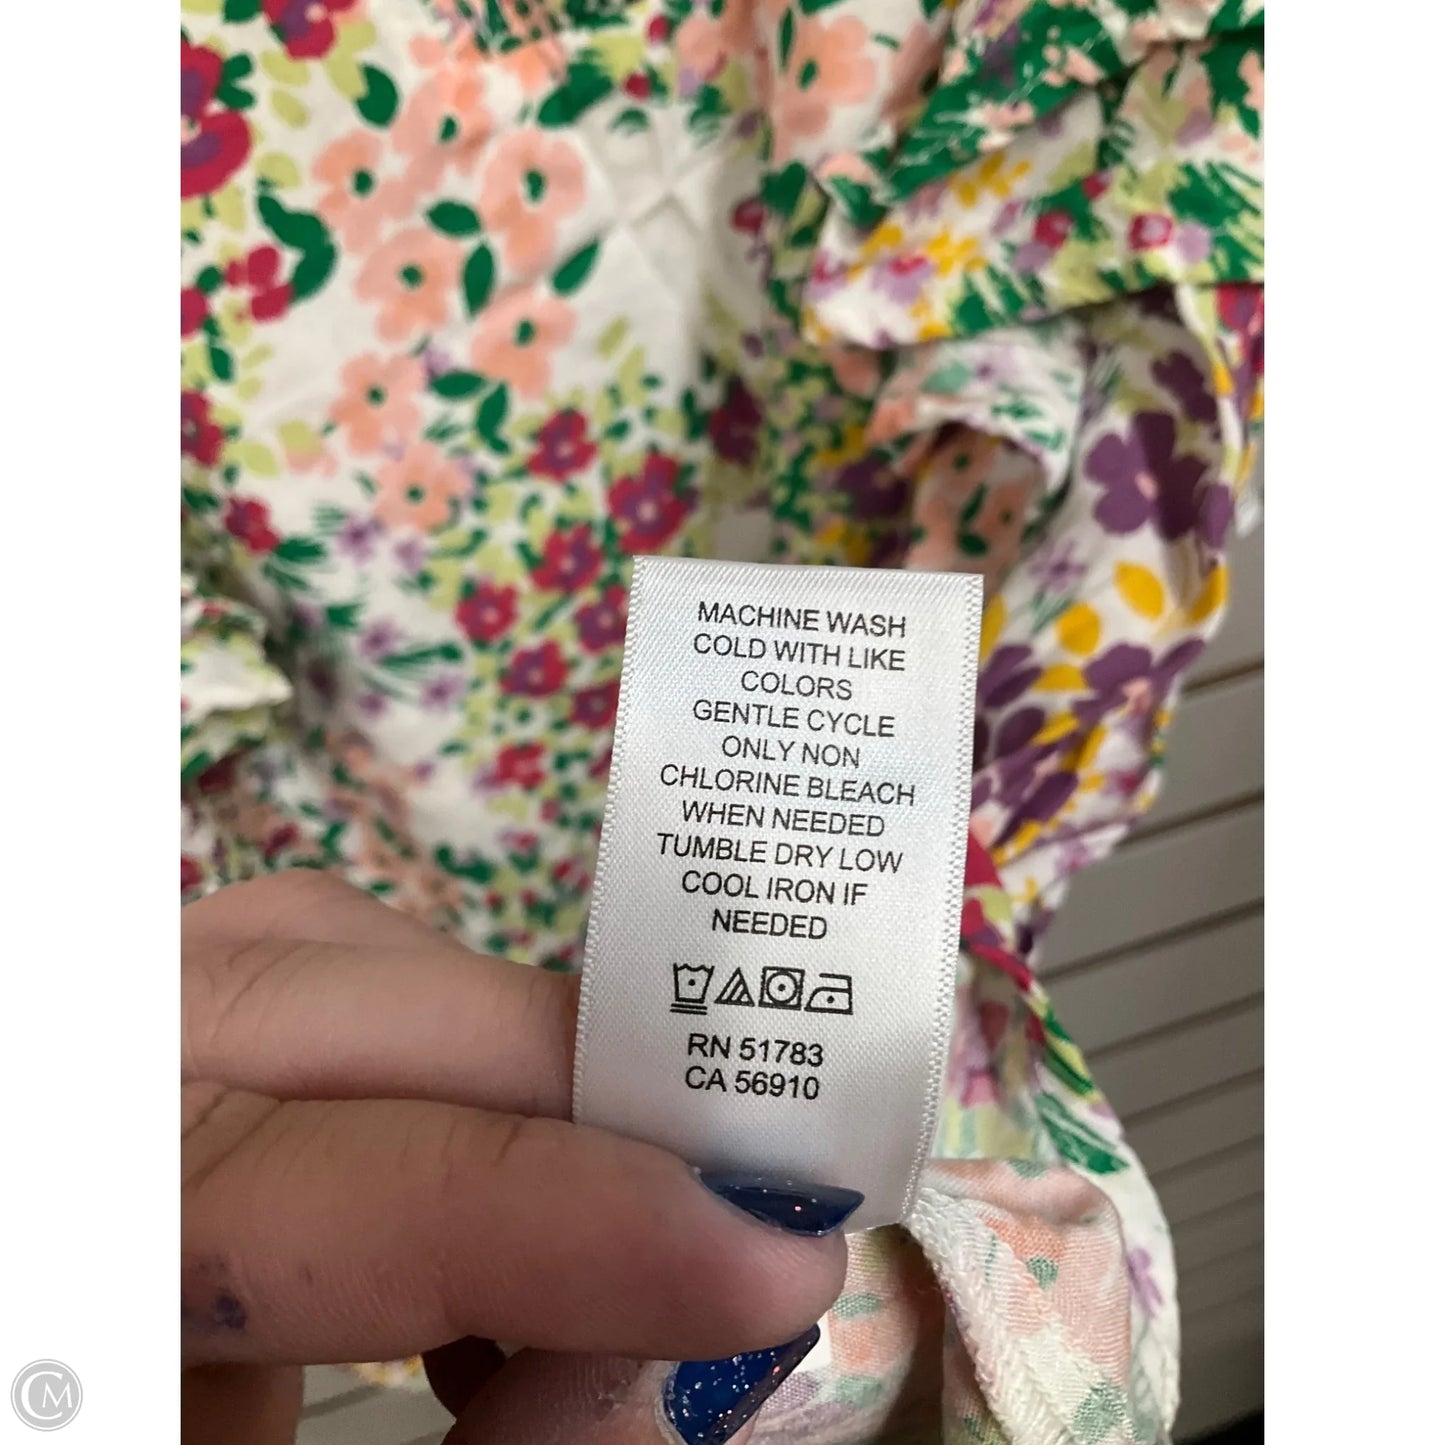 MACHINE WASH
COLD WITH LIKE
COLORS
GENTLE CYCLE
ONLY NON
CHLORINE BLEACH
WHEN NEEDED
TUMBLE DRY LOW
COOL IRON IF
NEEDED
RN 51783
CA 56910
CM